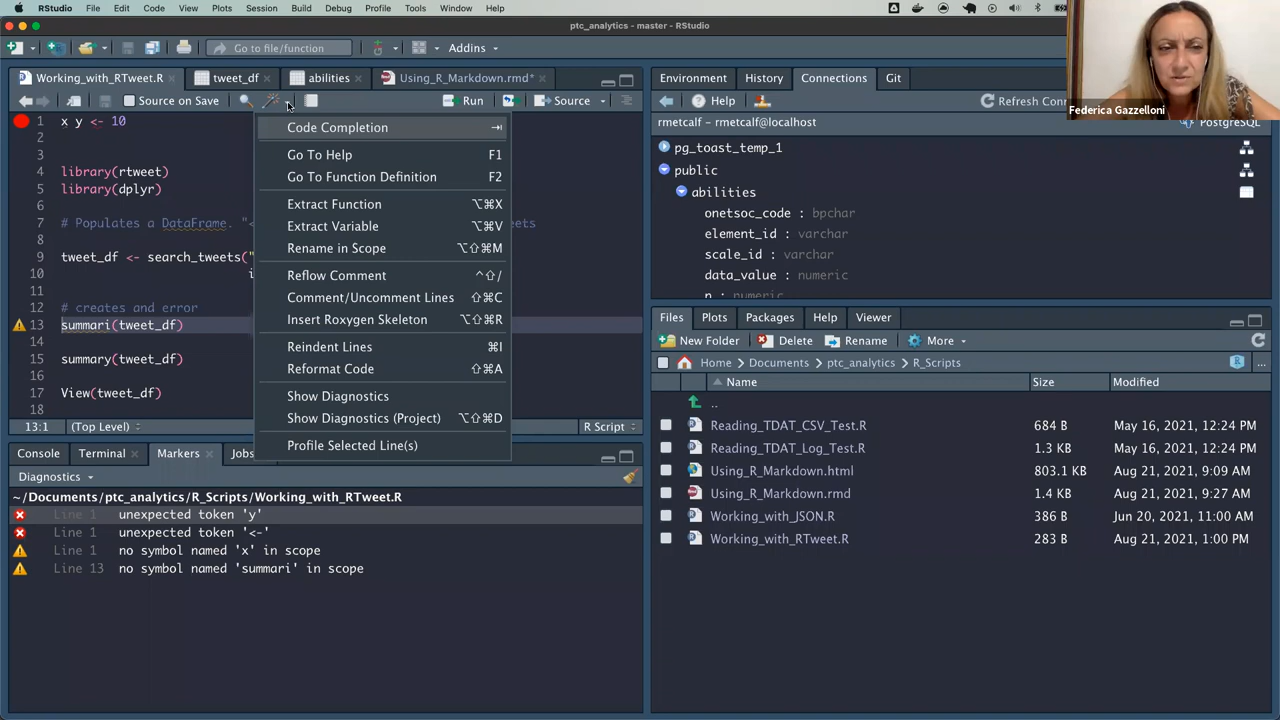 RStudio File Edit Code View Plots Session Build Debug Profile Tools Window Help
ptc_analytics - master - RStudio
Go to file/function Addins
Working_with_RTweet.R tweet_df abilities Using_R_Markdown.rmd*
Source on Save Run Source
1 x y <- 10
2
3
4 library(rtweet)
5 library(dplyr)
6
7 # Populates a DataFrame. "<
8
9 tweet_df <- search_tweets("
10
11
12 # creates and error
13 summari(tweet_df)
14
15 summary(tweet_df)
16
17 View(tweet_df)
18
13:1 (Top Level) R Script
Code Completion
Go To Help F1
Go To Function Definition F2
Extract Function ⌥⌘X
Extract Variable ⌥⌘V
Rename in Scope ⌥⇧⌘M
Reflow Comment ^⇧/
Comment/Uncomment Lines ⇧⌘C
Insert Roxygen Skeleton ⌥⇧⌘R
Reindent Lines ⌘I
Reformat Code ⇧⌘A
Show Diagnostics
Show Diagnostics (Project) ⌥⇧⌘D
Profile Selected Line(s)
Console Terminal Markers Jobs
Diagnostics
~/Documents/ptc_analytics/R_Scripts/Working_with_RTweet.R
Line 1 unexpected token 'y'
Line 1 unexpected token '<-'
Line 1 no symbol named 'x' in scope
Line 13 no symbol named 'summari' in scope
Federica Gazzelloni
Environment History Connections Git
Help Refresh
rmetcalf - rmetcalf@localhost PostgreSQL
pg_toast_temp_1
public
abilities
onetsoc_code : bpchar
element_id : varchar
scale_id : varchar
data_value : numeric
Files Plots Packages Help Viewer
New Folder Delete Rename More
Home Documents ptc_analytics R_Scripts ...
Name Size Modified
..
Reading_TDAT_CSV_Test.R 684 B May 16, 2021, 12:24 PM
Reading_TDAT_Log_Test.R 1.3 KB May 16, 2021, 12:24 PM
Using_R_Markdown.html 803.1 KB Aug 21, 2021, 9:09 AM
Using_R_Markdown.rmd 1.4 KB Aug 21, 2021, 9:27 AM
Working_with_JSON.R 386 B Jun 20, 2021, 11:00 AM
Working_with_RTweet.R 283 B Aug 21, 2021, 1:00 PM